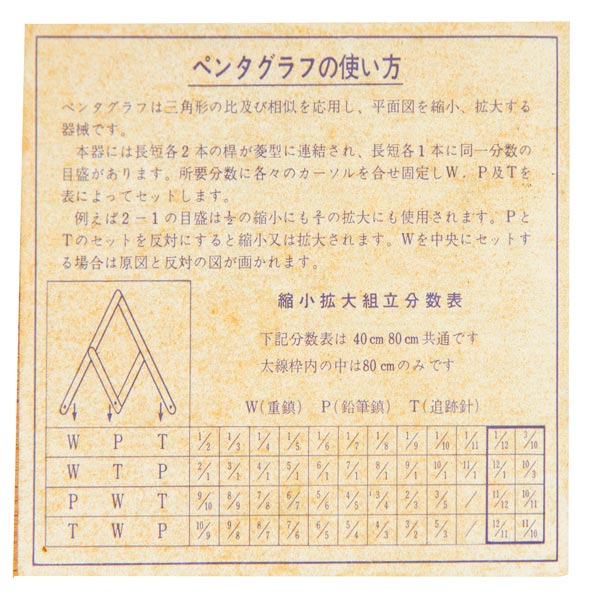 ペンタグラフの使い方
ペンタグラフは三角形の比及び相似を応用し、平面図を縮小、拡大する
器械です。
本器には長短各2本の桿が菱型に連結され、長短各1本に同一分数の
目盛があります。所要分数に各々のカーソルを合せ固定しW．P及Tを
表によってセットします。
例えば2−1の目盛は1/2の縮小にも2/1の拡大にも使用されます。Pと
Tのセットを反対にすると縮小又は拡大されます。Wを中央にセットす
る場合は原図と反対の図が画かれます。
縮小拡大組立分数表
下記分数表は40cm 80cm共通です
太線枠内の中は80cmのみです
W(重鎮) P(鉛筆鎮) T(追跡針)
W P T 1/2 1/3 1/4 1/5 1/6 1/7 1/8 1/9 1/10 1/11 1/12 3/10
W T P 2/1 3/1 4/1 5/1 6/1 7/1 8/1 9/1 10/1 11/1 12/1 10/3
P W T 9/10 8/9 7/8 6/7 5/6 4/5 3/4 2/3 3/5 / 11/12 10/11
T W P 10/9 9/8 8/7 7/6 6/5 5/4 4/3 3/2 5/3 / 12/11 11/10